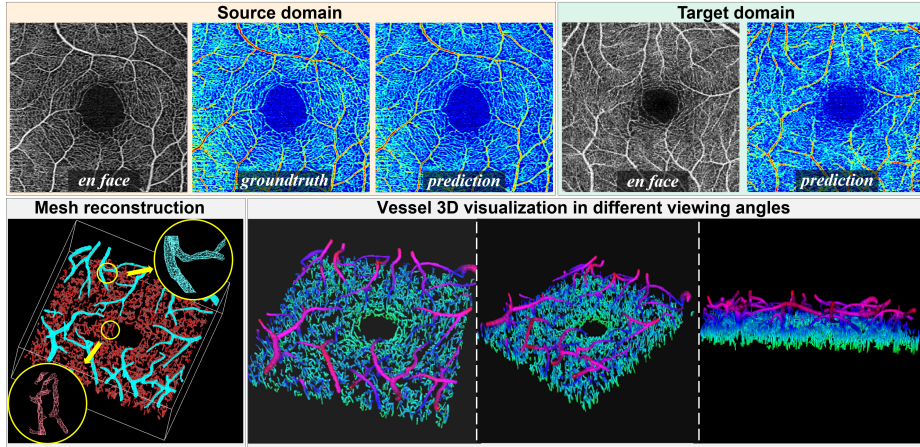 Source domain
Target domain
en face
groundtruth
prediction
en face
prediction
Mesh reconstruction
Vessel 3D visualization in different viewing angles